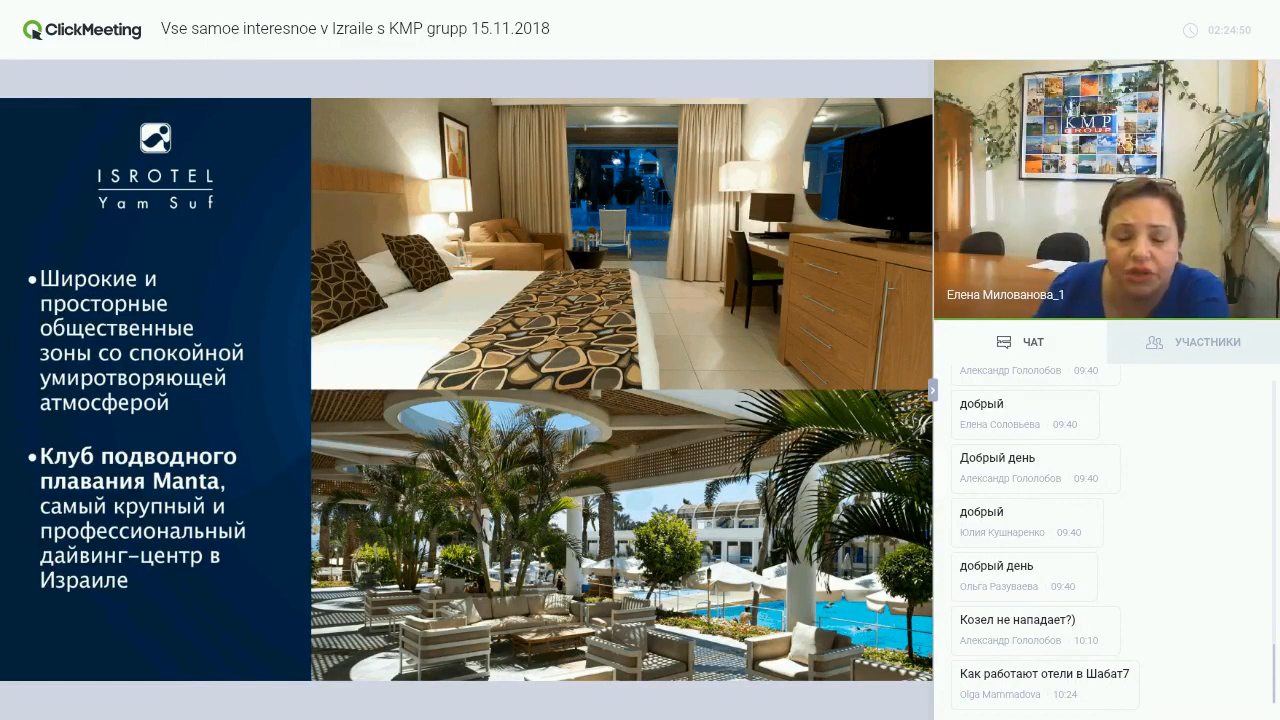 ClickMeeting
Vse samoe interesnoe v Izraile s KMP grupp 15.11.2018
02:24:50
ISROTEL
Yam Suf
•Широкие и
просторные
общественные
зоны со спокойной
умиротворяющей
атмосферой
•Клуб подводного
плавания Manta,
самый крупный и
профессиональный
дайвинг-центр в
Израиле
KMP
GROUP
Елена Милованова_1
ЧАТ
УЧАСТНИКИ
Александр Гололобов 09:40
добрый
Елена Соловьева 09:40
Добрый день
Александр Гололобов 09:40
добрый
Юлия Кушнаренко 09:40
добрый день
Ольга Разуваева 09:40
Козел не нападает?)
Александр Гололобов 10:10
Как работают отели в Шабат7
Olga Mammadova 10:24